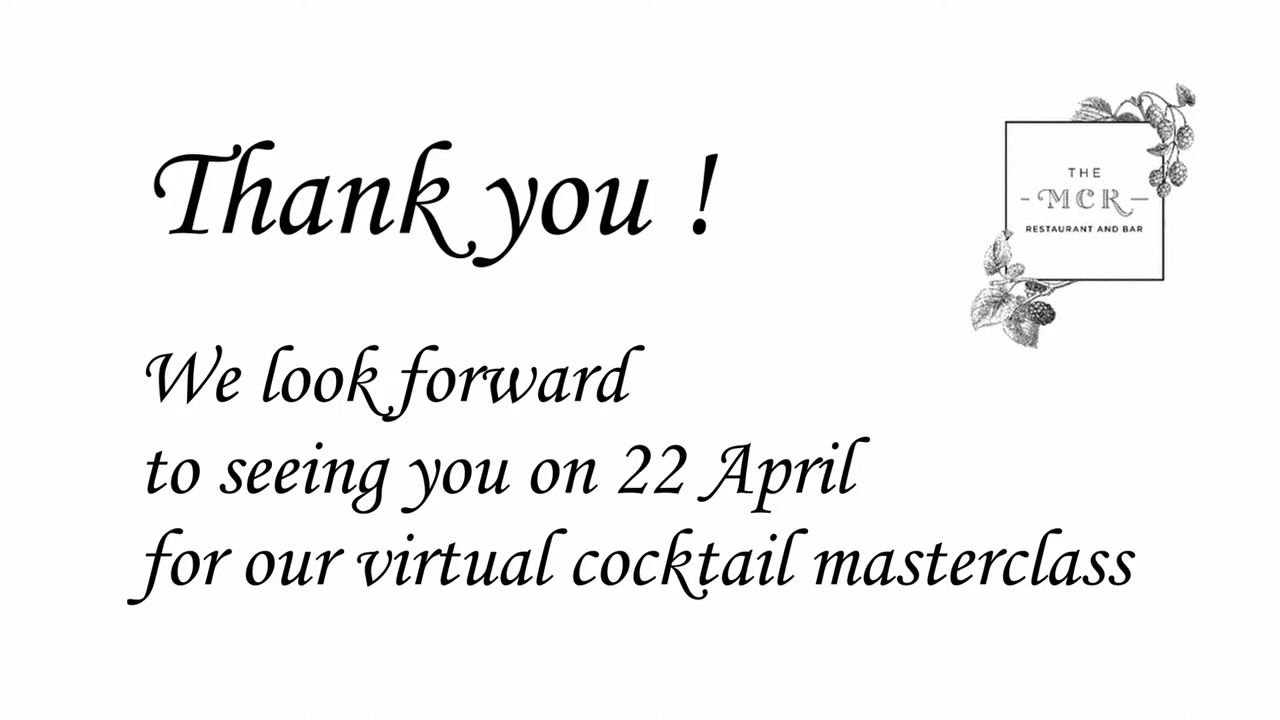 Thank you !
THE
-MCR-
RESTAURANT AND BAR
We look forward
to seeing you on 22 April
for our virtual cocktail masterclass